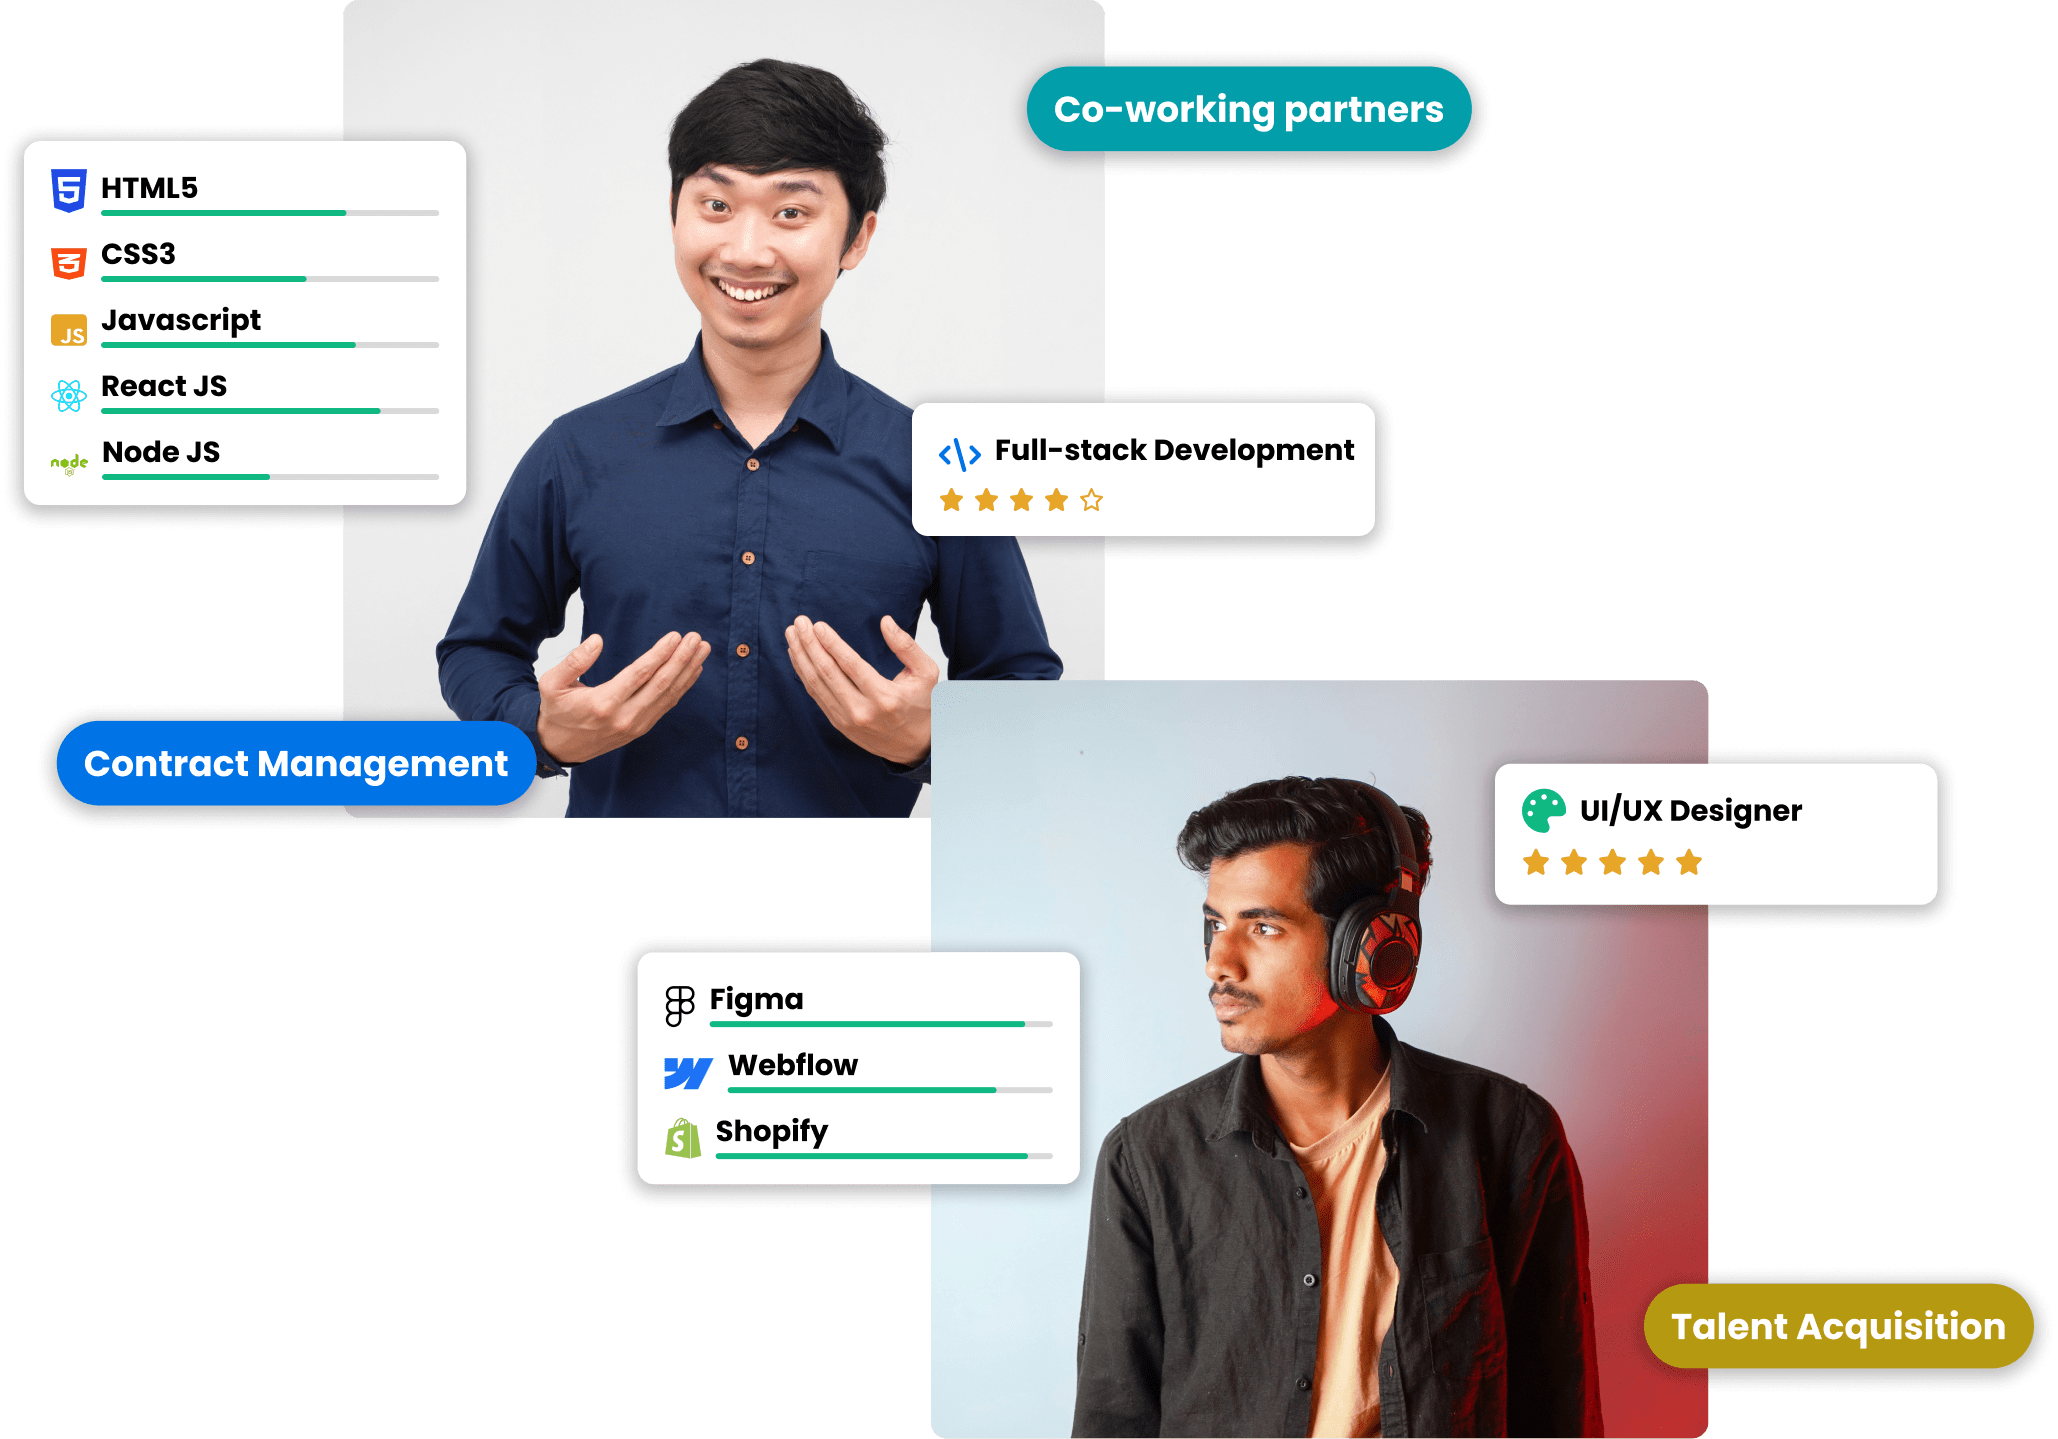 Co-working partners
HTML5
CSS3
JS
Javascript
React JS
node
JS
Node JS
Full-stack Development
Contract Management
UI/UX Designer
Figma
Webflow
Shopify
Talent Acquisition